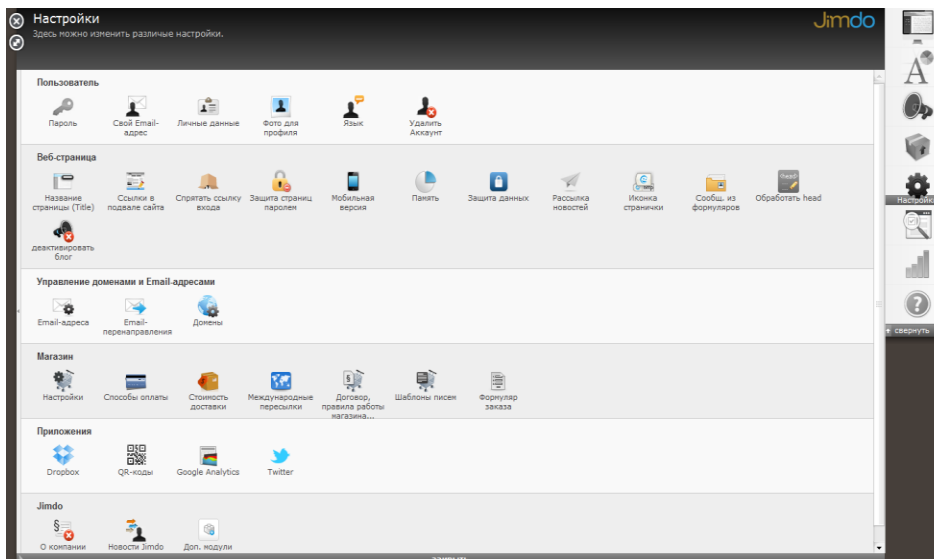 Настройки
Jimdo
Здесь можно изменить различные настройки.
Пользователь
Пароль
Свой Email-
адрес
Личные данные
Фото для
профиля
Язык
Удалить
Аккаунт
Веб-страница
Название
страницы (Title)
Ссылки в
подвале сайта
Спрятать ссылку
входа
Защита страниц
паролем
Мобильная
версия
Память
Защита данных
Рассылка
новостей
Иконка
странички
Сообщ. из
формуляров
Обработать head
деактивировать
блог
Управление доменами и Email-адресами
Email-адреса
Email-
перенаправления
Домены
Магазин
Настройки
Способы оплаты
Стоимость
доставки
Международные
пересылки
Договор,
правила работы
магазина...
Шаблоны писем
Формуляр
заказа
Приложения
Dropbox
QR-коды
Google Analytics
Twitter
Jimdo
О компании
Новости Jimdo
Доп. модули
закрыть
Настройки
свернуть